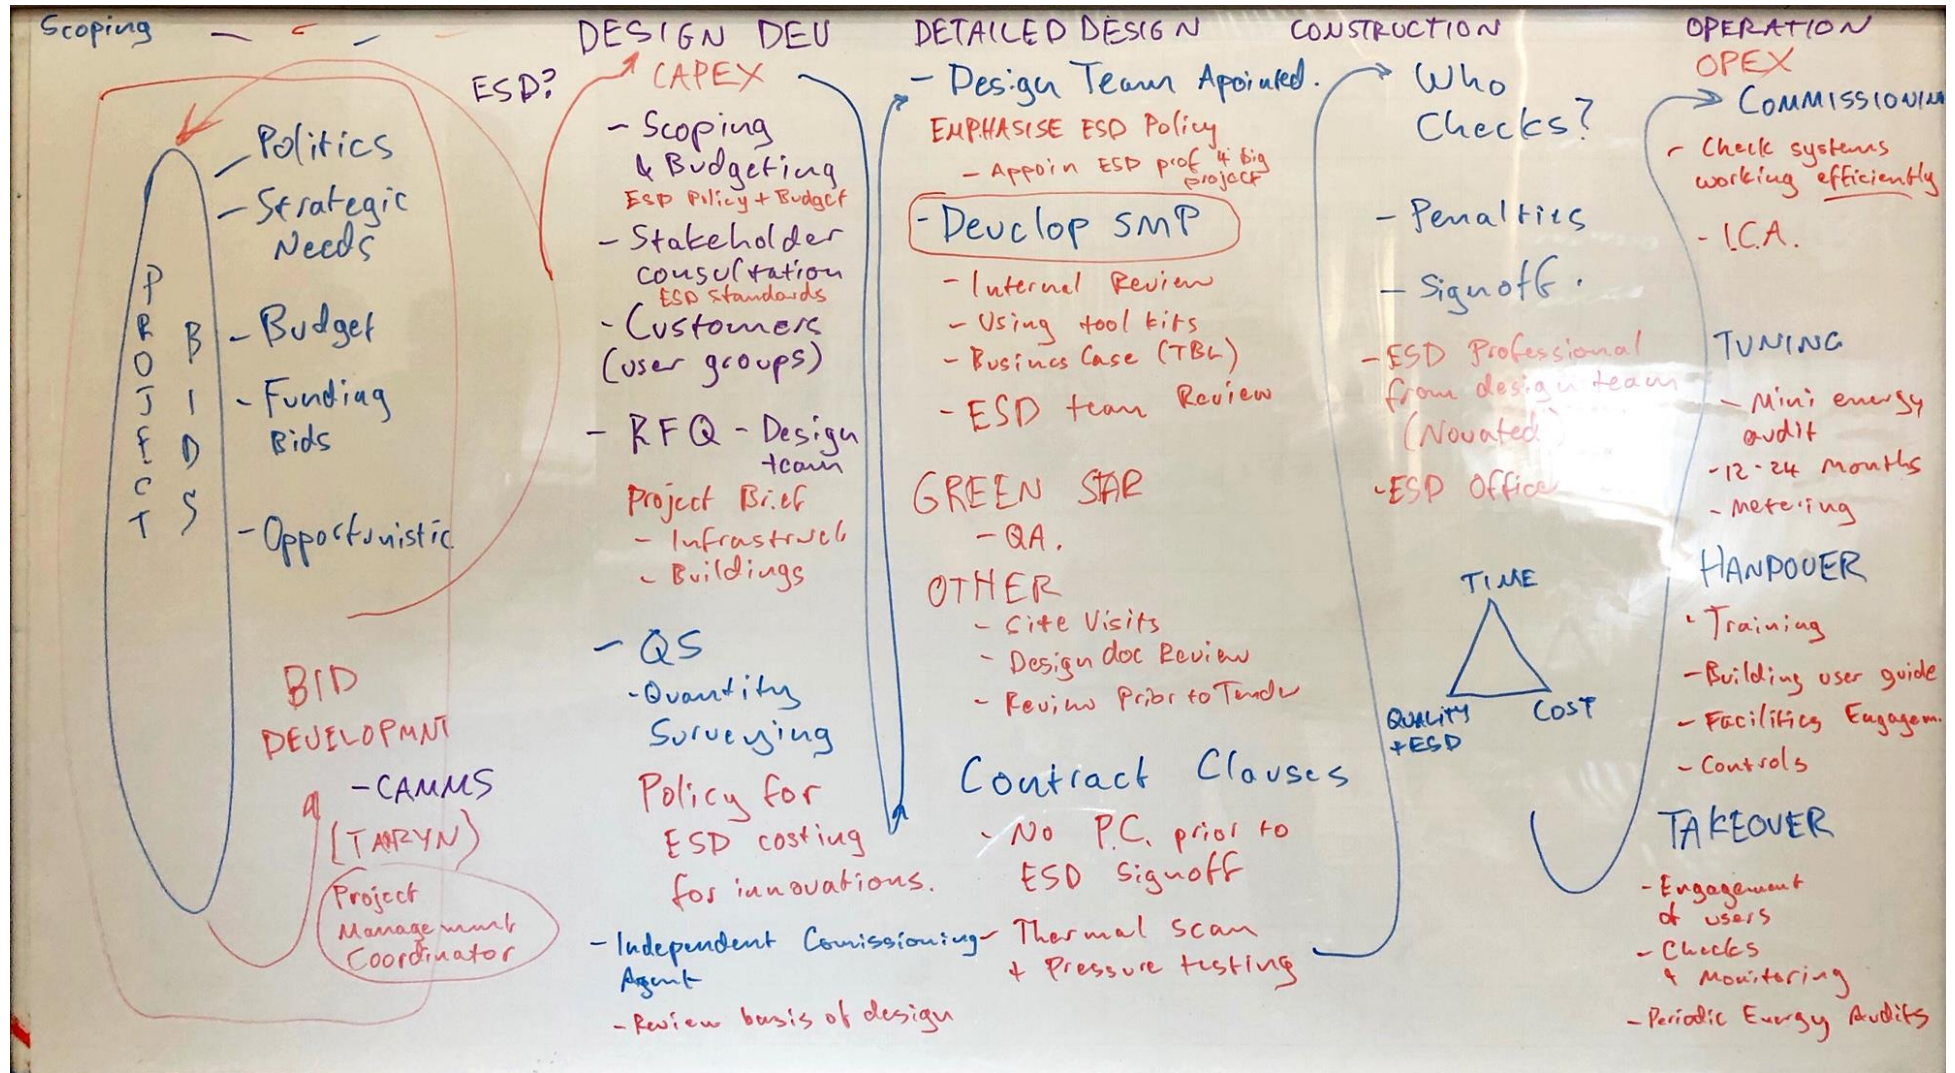 Scoping
PROJECT
BIDS
- Politics
- Strategic
Needs
- Budget
- Funding
Bids
- Opportunistic
BID
DEVELOPMNT
- CAMMS
(TARYN)
Project
Management
Coordinator
ESD?
DESIGN DEV
CAPEX
- Scoping
& Budgeting
ESD Policy + Budget
- Stakeholder
consultation
ESD Standards
- Customers
(user groups)
- RFQ - Design
team
Project Brief
- Infrastruch
- Buildings
- QS
- Quantity
Surveying
Policy for
ESD costing
for innovations.
- Independent Comissioning
Agent
- Review basis of design
DETAILED DESIGN
- Design Team Apointed.
EMPHASISE ESD Policy
- Appoin ESD prof 4 big
project
- Develop SMP
- Internal Review
- Using tool kits
- Busines Case (TBL)
- ESD team Review
GREEN STAR
- QA.
OTHER
- Site Visits
- Design doc Review
- Review Prior to Tender
Contract Clauses
- No P.C. prior to
ESD Signoff
- Thermal scan
+ Pressure testing
CONSTRUCTION
Who
Checks?
- Penalties
- Signoff.
- ESD Professional
from design team
(Novated)
- ESD Office
TIME
QUALITY
+ ESD
COST
OPERATION
OPEX
COMMISSIONIN
- Check systems
working efficiently
- I.C.A.
TUNING
- Mini energy
audit
- 12-24 Months
- Metering
HANDOVER
- Training
- Building user guide
- Facilities Engagem.
- Controls
TAKEOVER
- Engagement
of users
- Checks
& Monitoring
- Periodic Energy Audits